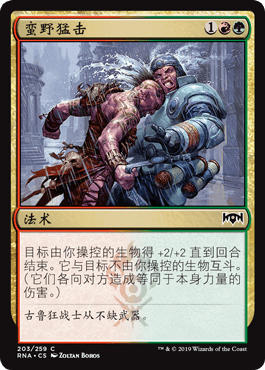 蛮野猛击
1
法术
目标由你操控的生物得 +2/+2 直到回合
结束。它与目标不由你操控的生物互斗。
（它们各向对方造成等同于本身力量的
伤害。）
古鲁狂战士从不缺武器。
203/259 C
RNA • CS ZOLTAN BOROS
™ & © 2019 Wizards of the Coast